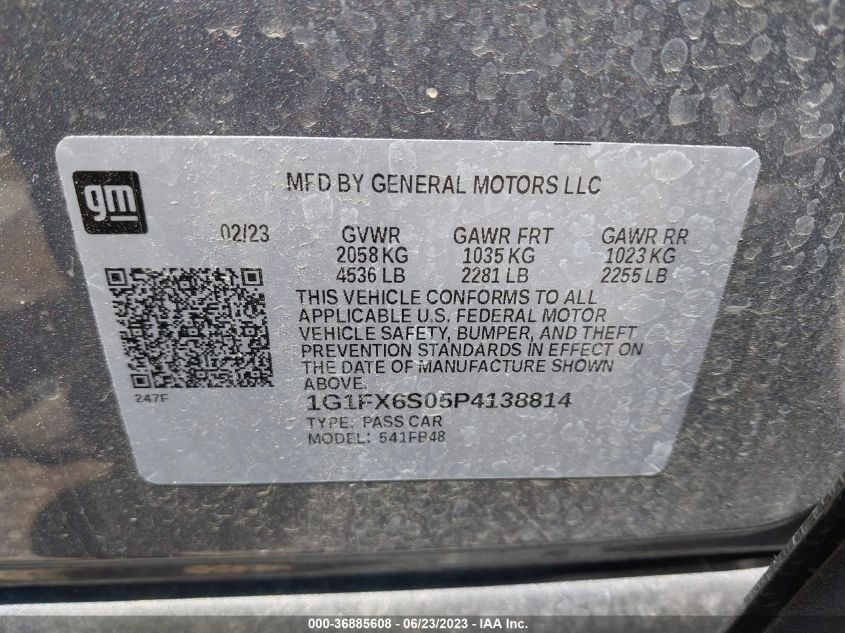 gm
MFD BY GENERAL MOTORS LLC
02/23 GVWR GAWR FRT GAWR RR
2058 KG 1035 KG 1023 KG
4536 LB 2281 LB 2255 LB
THIS VEHICLE CONFORMS TO ALL
APPLICABLE U.S. FEDERAL MOTOR
VEHICLE SAFETY, BUMPER, AND THEFT
PREVENTION STANDARDS IN EFFECT ON
THE DATE OF MANUFACTURE SHOWN
ABOVE.
247F
1G1FX6S05P4138814
TYPE: PASS CAR
MODEL: 541FB48
000-36885608 - 06/23/2023 - IAA Inc.